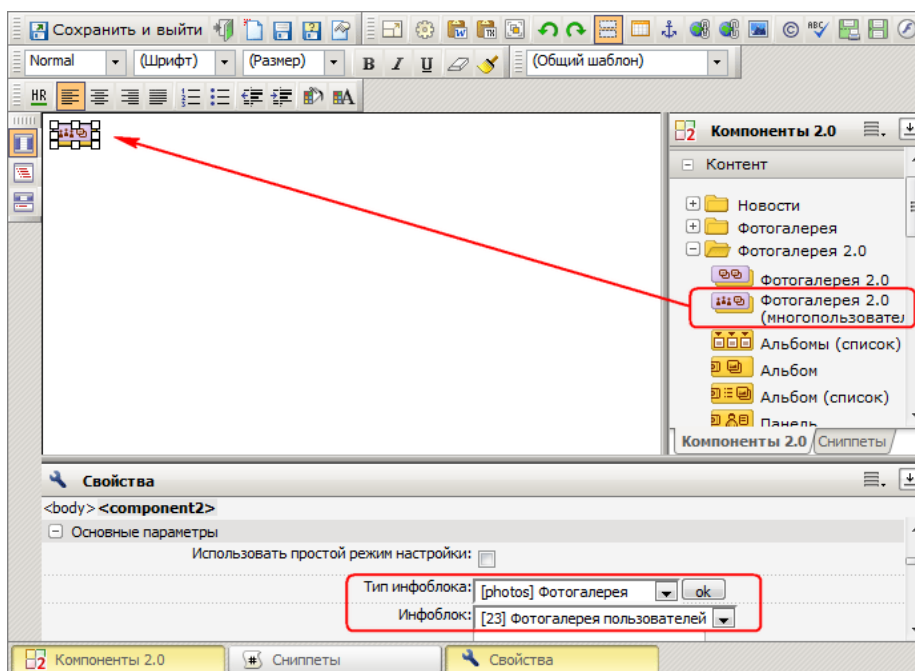 Сохранить и выйти
Normal (Шрифт) (Размер) B I U (Общий шаблон)
HR
Компоненты 2.0
Контент
Новости
Фотогалерея
Фотогалерея 2.0
Фотогалерея 2.0
Фотогалерея 2.0
(многопользовател
Альбомы (список)
Альбом
Альбом (список)
Панель
Компоненты 2.0 Сниппеты
Свойства
<body> <component2>
Основные параметры
Использовать простой режим настройки:
Тип инфоблока: [photos] Фотогалерея ok
Инфоблок: [23] Фотогалерея пользователей
Компоненты 2.0 Сниппеты Свойства